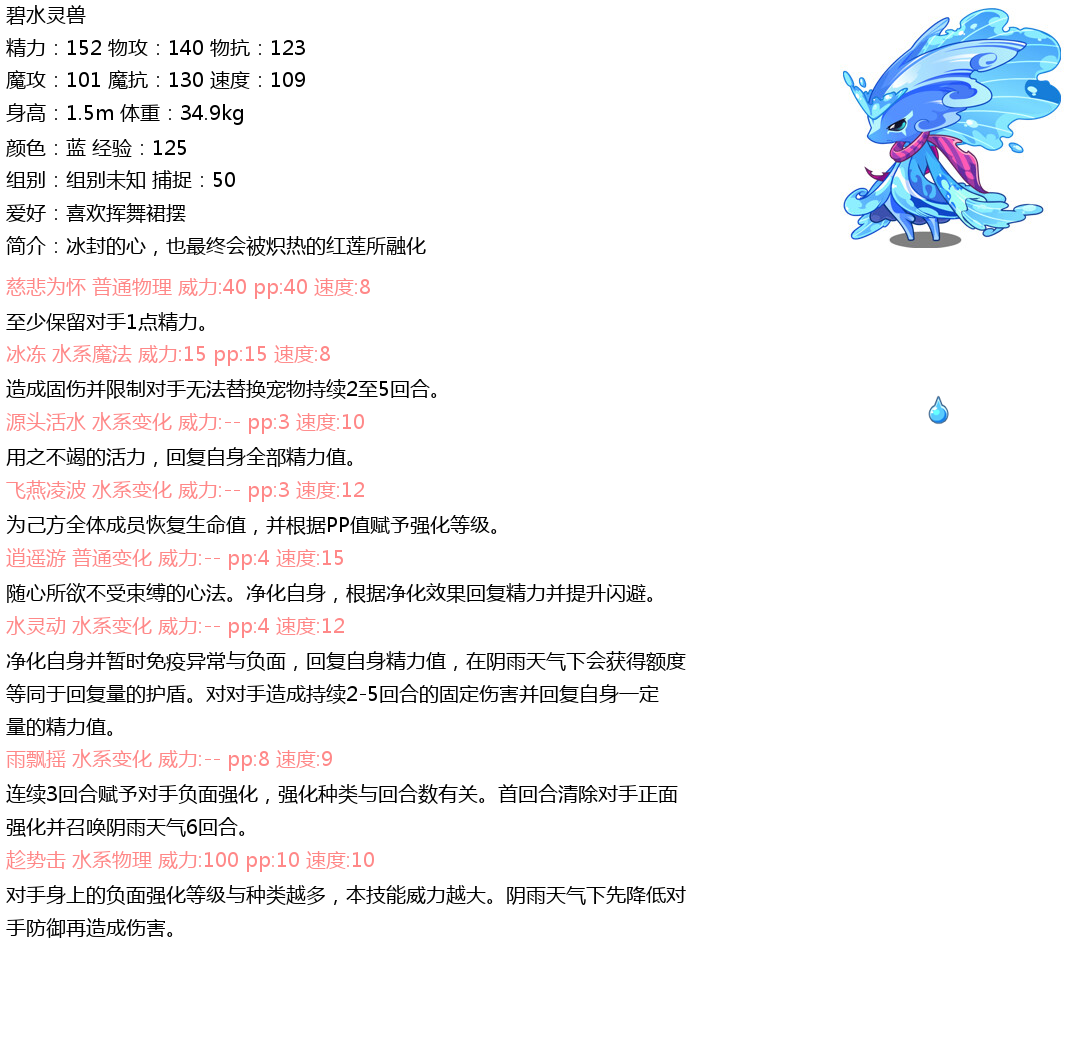 碧水灵兽
精力：152 物攻：140 物抗：123
魔攻：101 魔抗：130 速度：109
身高：1.5m 体重：34.9kg
颜色：蓝 经验：125
组别：组别未知 捕捉：50
爱好：喜欢挥舞裙摆
简介：冰封的心，也最终会被炽热的红莲所融化
慈悲为怀 普通物理 威力:40 pp:40 速度:8
至少保留对手1点精力。
冰冻 水系魔法 威力:15 pp:15 速度:8
造成固伤并限制对手无法替换宠物持续2至5回合。
源头活水 水系变化 威力:-- pp:3 速度:10
用之不竭的活力，回复自身全部精力值。
飞燕凌波 水系变化 威力:-- pp:3 速度:12
为己方全体成员恢复生命值，并根据PP值赋予强化等级。
逍遥游 普通变化 威力:-- pp:4 速度:15
随心所欲不受束缚的心法。净化自身，根据净化效果回复精力并提升闪避。
水灵动 水系变化 威力:-- pp:4 速度:12
净化自身并暂时免疫异常与负面，回复自身精力值，在阴雨天气下会获得额度
等同于回复量的护盾。对对手造成持续2-5回合的固定伤害并回复自身一定
量的精力值。
雨飘摇 水系变化 威力:-- pp:8 速度:9
连续3回合赋予对手负面强化，强化种类与回合数有关。首回合清除对手正面
强化并召唤阴雨天气6回合。
趁势击 水系物理 威力:100 pp:10 速度:10
对手身上的负面强化等级与种类越多，本技能威力越大。阴雨天气下先降低对
手防御再造成伤害。